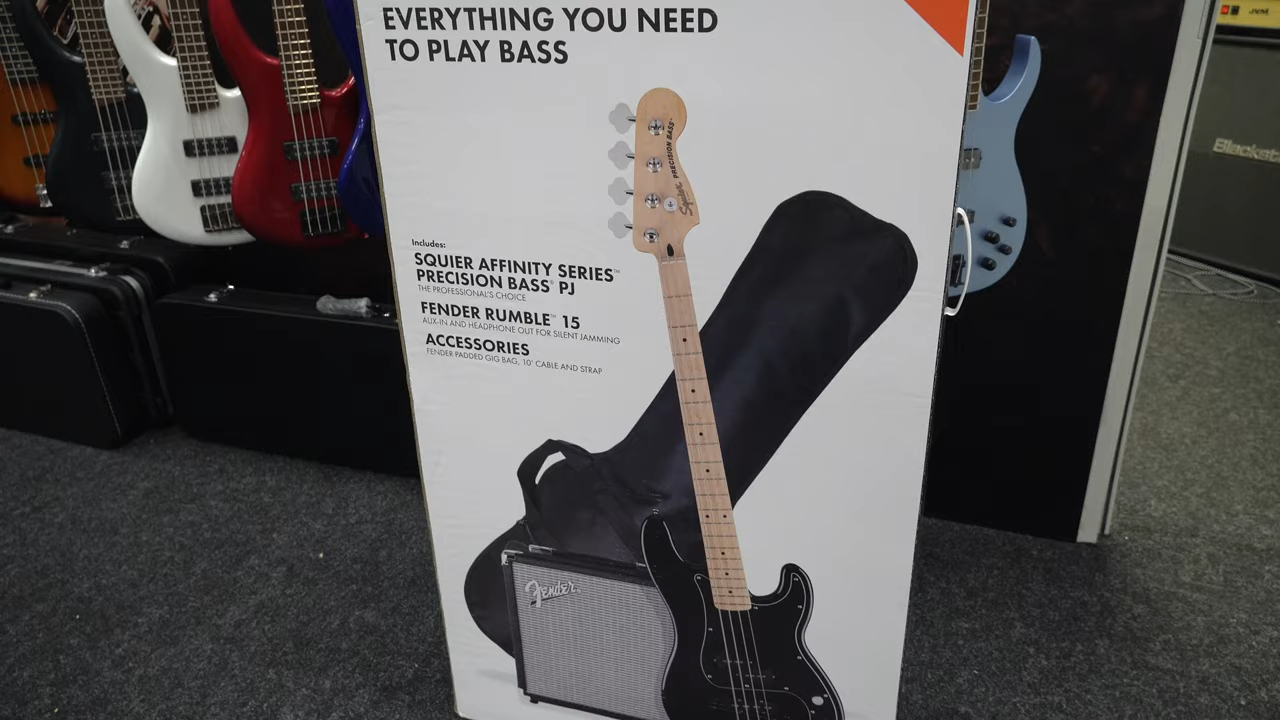 EVERYTHING YOU NEED
TO PLAY BASS
Includes:
SQUIER AFFINITY SERIES™
PRECISION BASS® PJ
THE PROFESSIONAL'S CHOICE
FENDER RUMBLE™ 15
AUX-IN AND HEADPHONE OUT FOR SILENT JAMMING
ACCESSORIES
FENDER PADDED GIG BAG, 10' CABLE AND STRAP
Squier PRECISION BASS
Fender